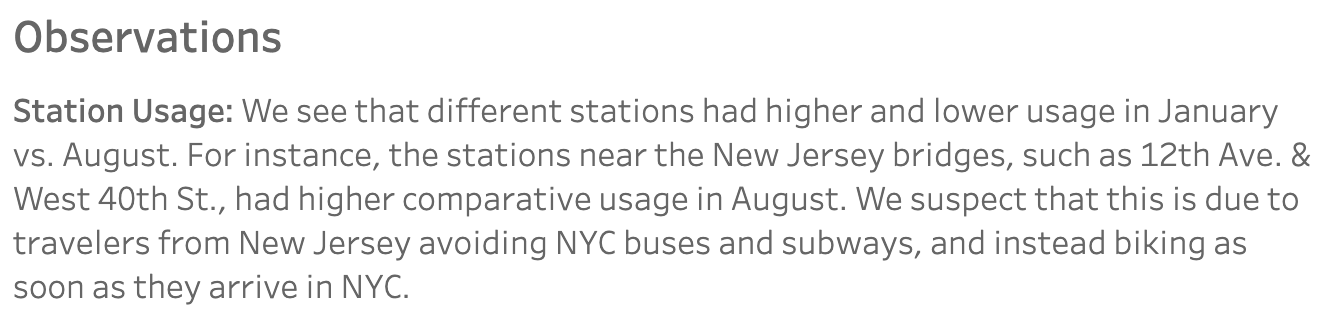 Observations
Station Usage: We see that different stations had higher and lower usage in January
vs. August. For instance, the stations near the New Jersey bridges, such as 12th Ave. &
West 40th St., had higher comparative usage in August. We suspect that this is due to
travelers from New Jersey avoiding NYC buses and subways, and instead biking as
soon as they arrive in NYC.